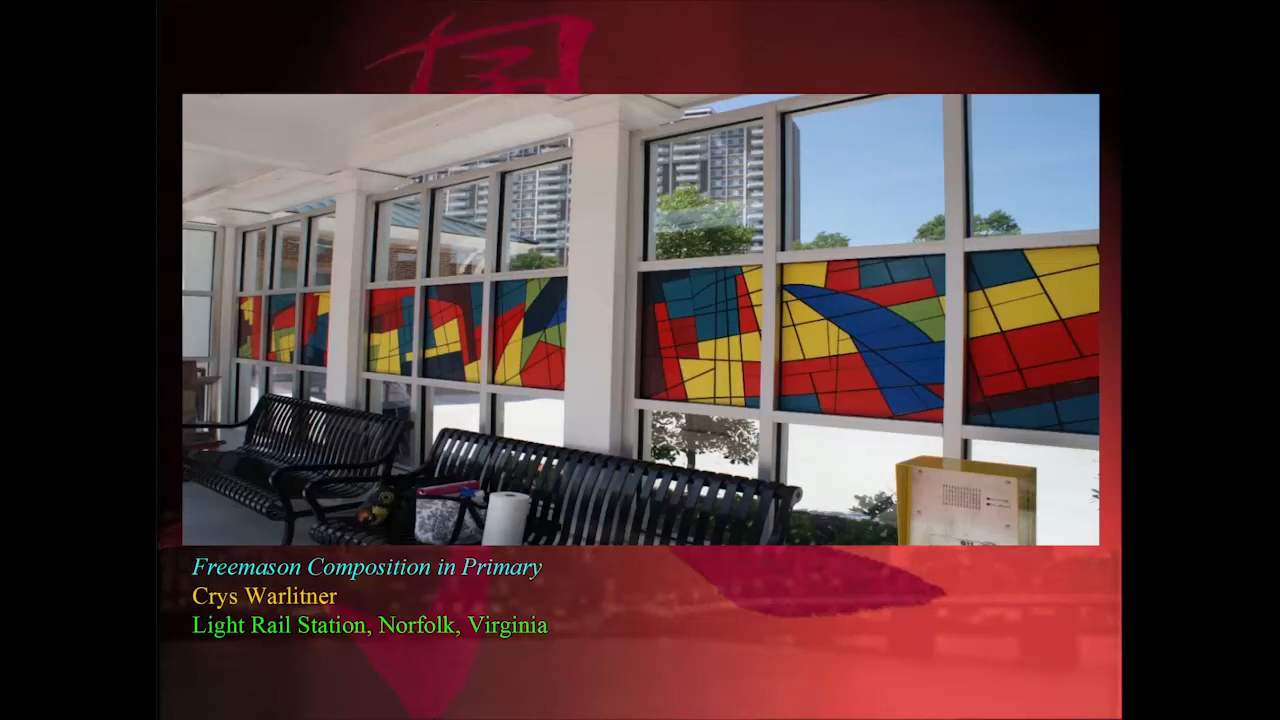 Freemason Composition in Primary
Crys Warlitner
Light Rail Station, Norfolk, Virginia